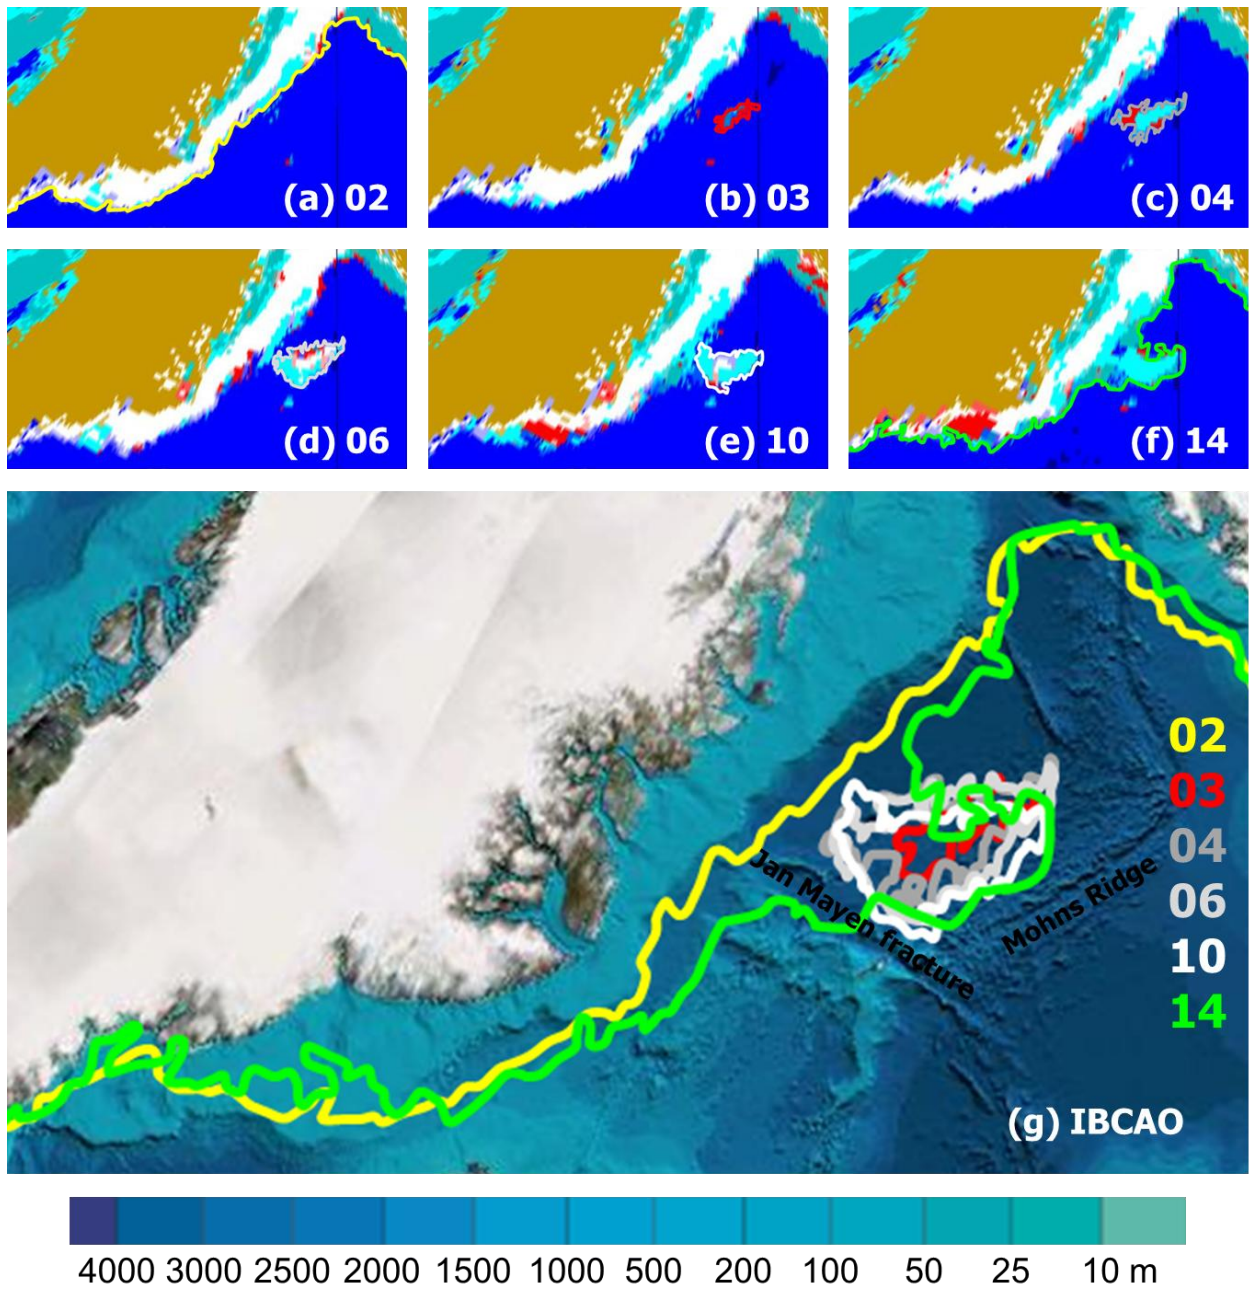 (a) 02
(b) 03
(c) 04
(d) 06
(e) 10
(f) 14
02
03
04
06
10
14
Jan Mayen fracture
Mohns Ridge
(g) IBCAO
4000 3000 2500 2000 1500 1000 500 200 100 50 25 10 m